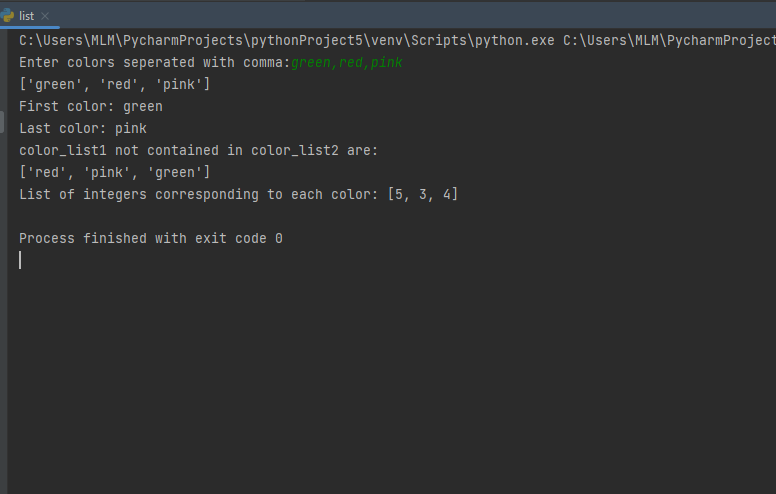 list
C:\Users\MLM\PycharmProjects\pythonProject5\venv\Scripts\python.exe C:\Users\MLM\PycharmProject
Enter colors seperated with comma:green,red,pink
['green', 'red', 'pink']
First color: green
Last color: pink
color_list1 not contained in color_list2 are:
['red', 'pink', 'green']
List of integers corresponding to each color: [5, 3, 4]
Process finished with exit code 0